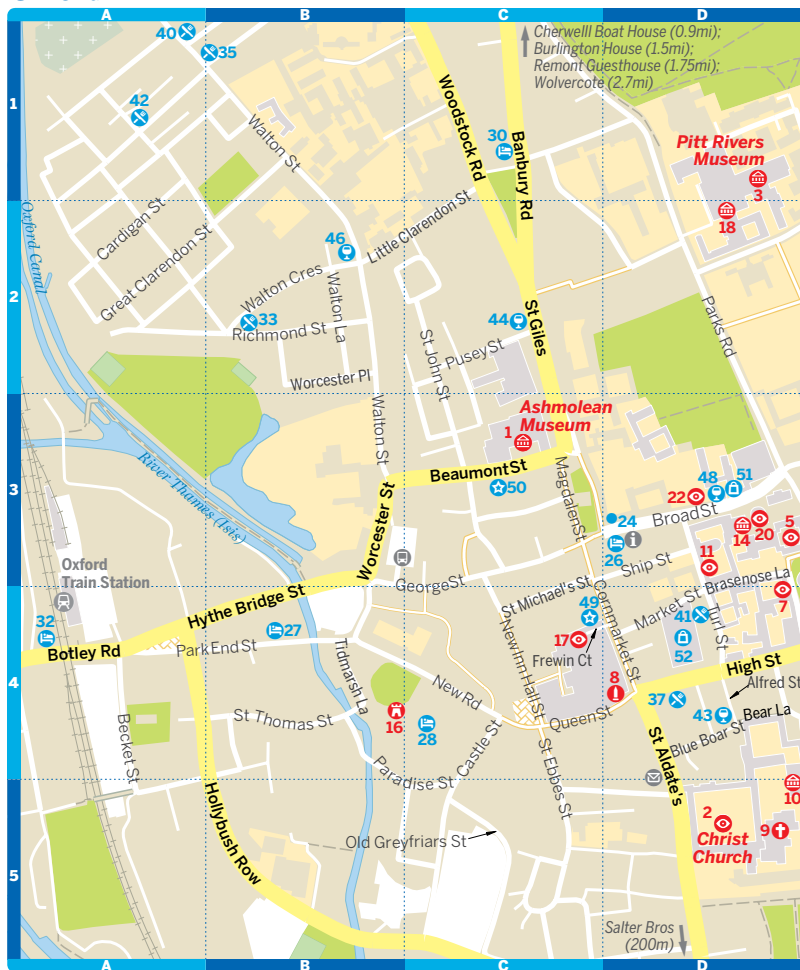 A
B
C
D
40
35
Cherwelll Boat House (0.9mi);
Burlington House (1.5mi);
Remont Guesthouse (1.75mi);
Wolvercote (2.7mi)
1
42
Walton St
Woodstock Rd
30
Banbury Rd
Pitt Rivers
Museum
3
18
Oxford Canal
Cardigan St
Great Clarendon St
46
Little Clarendon St
2
Walton Cres
Walton La
33
Richmond St
44
St Giles
Parks Rd
St John St
Pusey St
Worcester Pl
Walton St
Ashmolean
Museum
1
Beaumont St
Magdalen St
3
River Thames (Isis)
Worcester St
50
22
48
51
24
Broad St
5
14
20
26
i
Ship St
11
Oxford
Train Station
George St
St Michael's St
Cornmarket St
Brasenose La
7
Hythe Bridge St
49
Market St
41
Turl St
32
27
Botley Rd
Park End St
Tidmarsh La
17
New Inn Hall St
Frewin Ct
52
High St
4
New Rd
8
37
Alfred St
16
28
43
Bear La
St Thomas St
Queen St
Blue Boar St
Becket St
Castle St
St Ebbes St
St Aldate's
Paradise St
10
Hollybush Row
2
Christ
Church
9
Old Greyfriars St
5
Salter Bros
(200m)
A
B
C
D